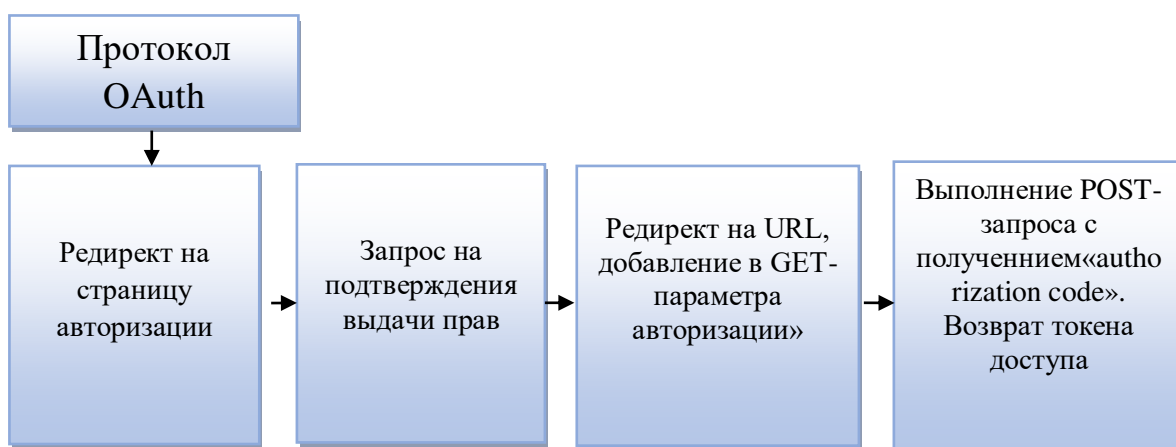 Протокол
OAuth
Редирект на
страницу
авторизации
Запрос на
подтверждения
выдачи прав
Редирект на URL,
добавление в GET-
параметра
авторизации»
Выполнение POST-
запроса с
полученнием«autho
rization code».
Возврат токена
доступа